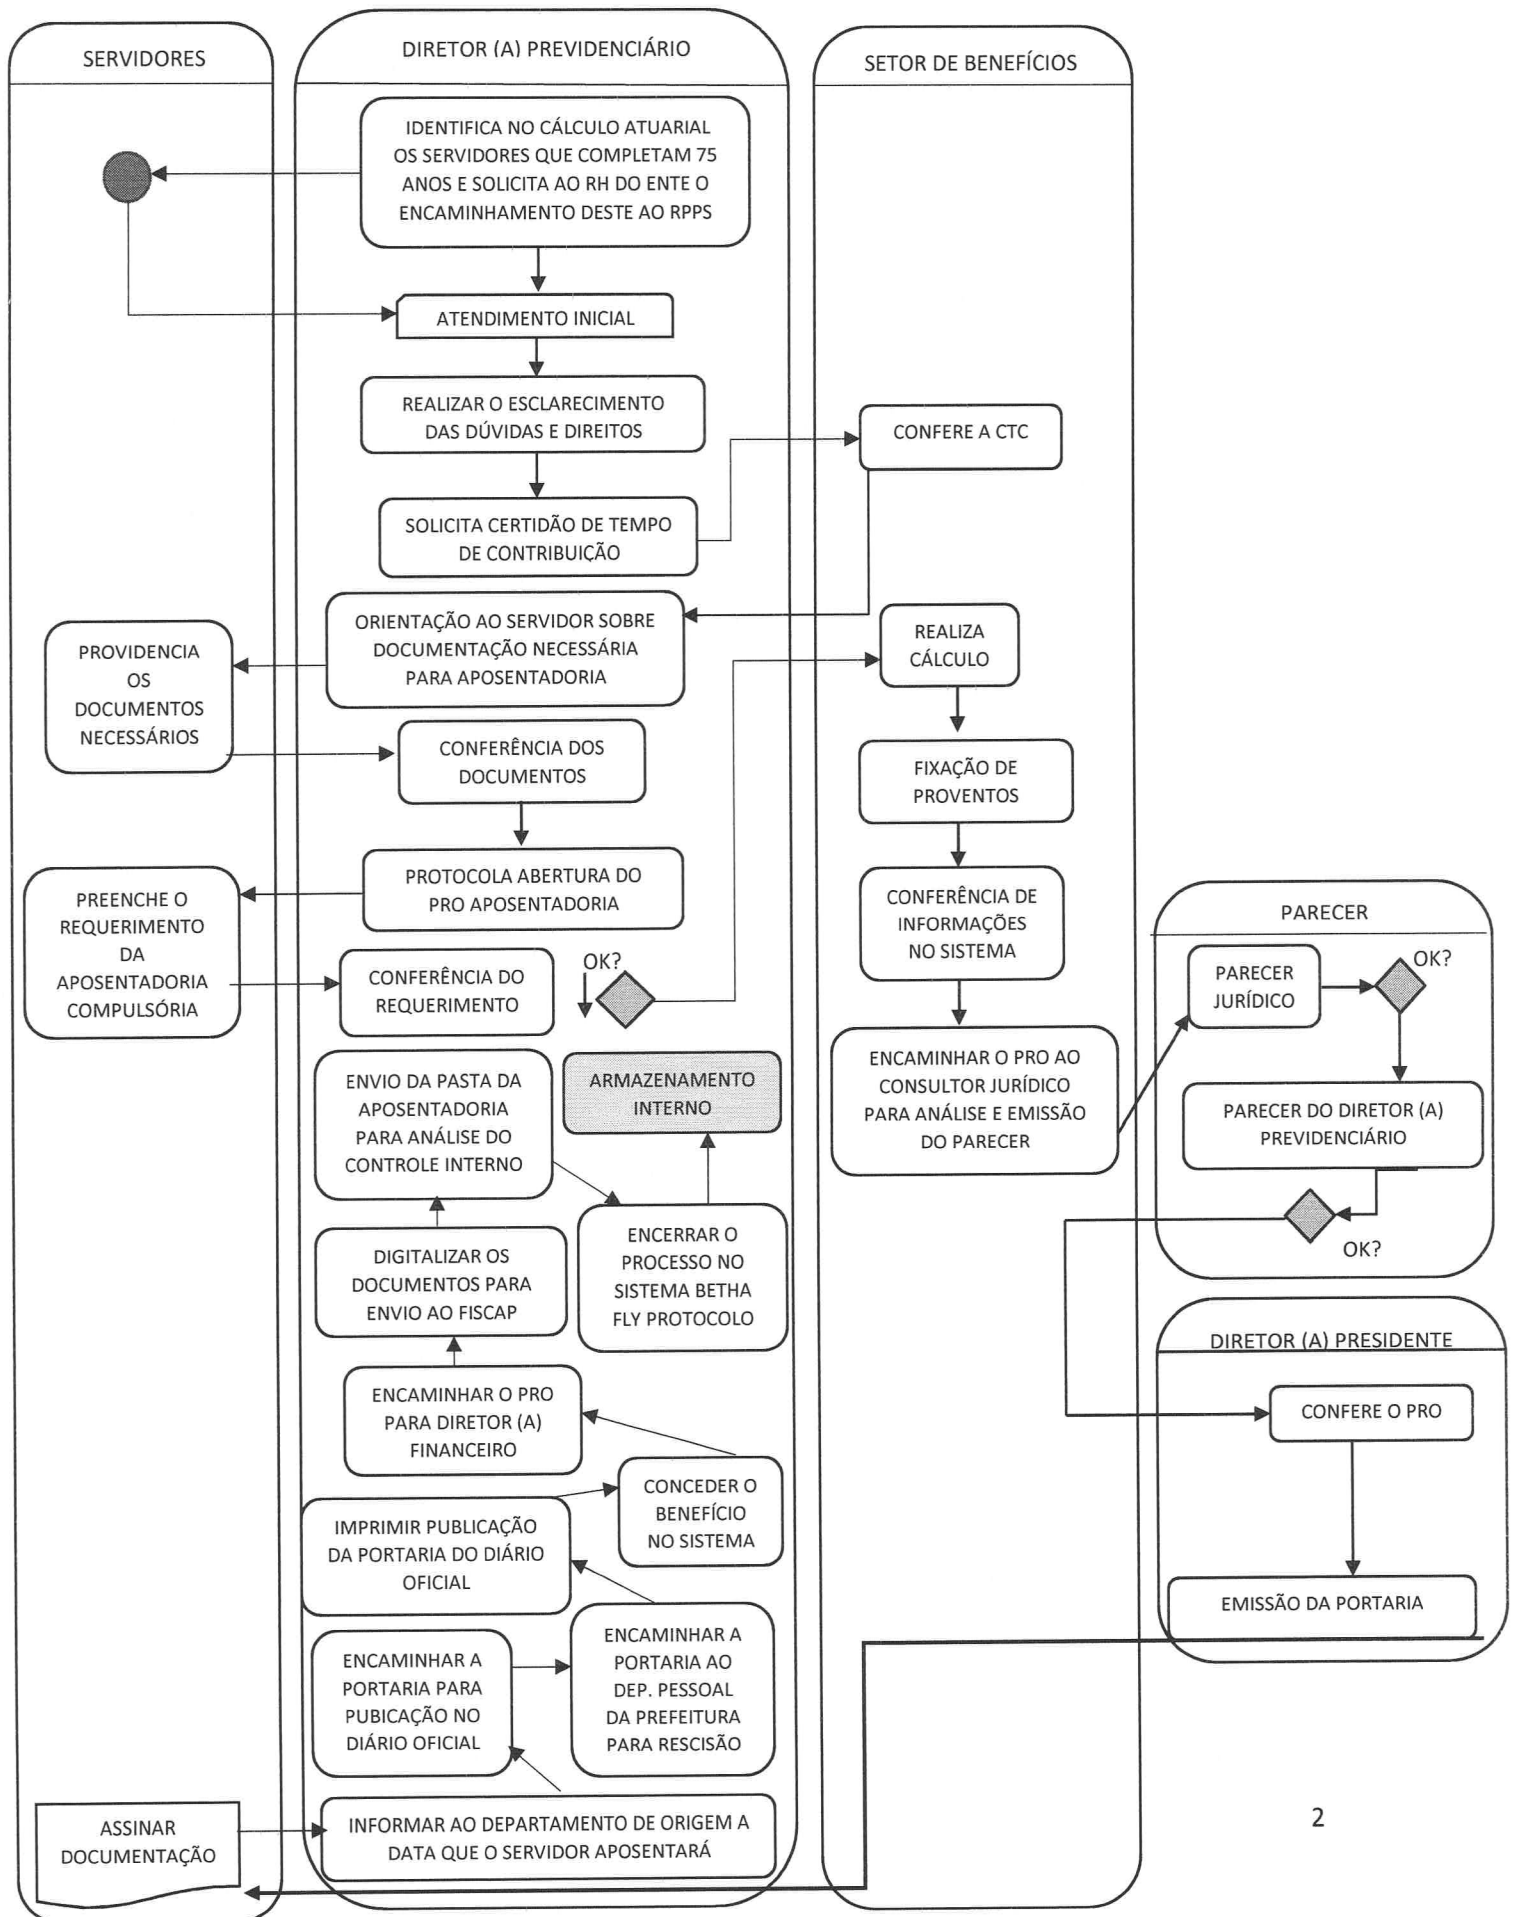 SERVIDORES
DIRETOR (A) PREVIDENCIÁRIO
SETOR DE BENEFÍCIOS
IDENTIFICA NO CÁLCULO ATUARIAL
OS SERVIDORES QUE COMPLETAM 75
ANOS E SOLICITA AO RH DO ENTE O
ENCAMINHAMENTO DESTE AO RPPS
ATENDIMENTO INICIAL
REALIZAR O ESCLARECIMENTO
DAS DÚVIDAS E DIREITOS
CONFERE A CTC
SOLICITA CERTIDÃO DE TEMPO
DE CONTRIBUIÇÃO
ORIENTAÇÃO AO SERVIDOR SOBRE
DOCUMENTAÇÃO NECESSÁRIA
PARA APOSENTADORIA
PROVIDENCIA
OS
DOCUMENTOS
NECESSÁRIOS
REALIZA
CÁLCULO
CONFERÊNCIA DOS
DOCUMENTOS
FIXAÇÃO DE
PROVENTOS
PROTOCOLA ABERTURA DO
PRO APOSENTADORIA
PREENCHE O
REQUERIMENTO
DA
APOSENTADORIA
COMPULSÓRIA
CONFERÊNCIA DO
REQUERIMENTO
OK?
CONFERÊNCIA DE
INFORMAÇÕES
NO SISTEMA
PARECER
PARECER
JURÍDICO
OK?
ENVIO DA PASTA DA
APOSENTADORIA
PARA ANÁLISE DO
CONTROLE INTERNO
ARMAZENAMENTO
INTERNO
ENCAMINHAR O PRO AO
CONSULTOR JURÍDICO
PARA ANÁLISE E EMISSÃO
DO PARECER
PARECER DO DIRETOR (A)
PREVIDENCIÁRIO
OK?
DIGITALIZAR OS
DOCUMENTOS PARA
ENVIO AO FISCAP
ENCERRAR O
PROCESSO NO
SISTEMA BETHA
FLY PROTOCOLO
DIRETOR (A) PRESIDENTE
ENCAMINHAR O PRO
PARA DIRETOR (A)
FINANCEIRO
CONFERE O PRO
CONCEDER O
BENEFÍCIO
NO SISTEMA
IMPRIMIR PUBLICAÇÃO
DA PORTARIA DO DIÁRIO
OFICIAL
EMISSÃO DA PORTARIA
ENCAMINHAR A
PORTARIA PARA
PUBICAÇÃO NO
DIÁRIO OFICIAL
ENCAMINHAR A
PORTARIA AO
DEP. PESSOAL
DA PREFEITURA
PARA RESCISÃO
ASSINAR
DOCUMENTAÇÃO
INFORMAR AO DEPARTAMENTO DE ORIGEM A
DATA QUE O SERVIDOR APOSENTARÁ
2